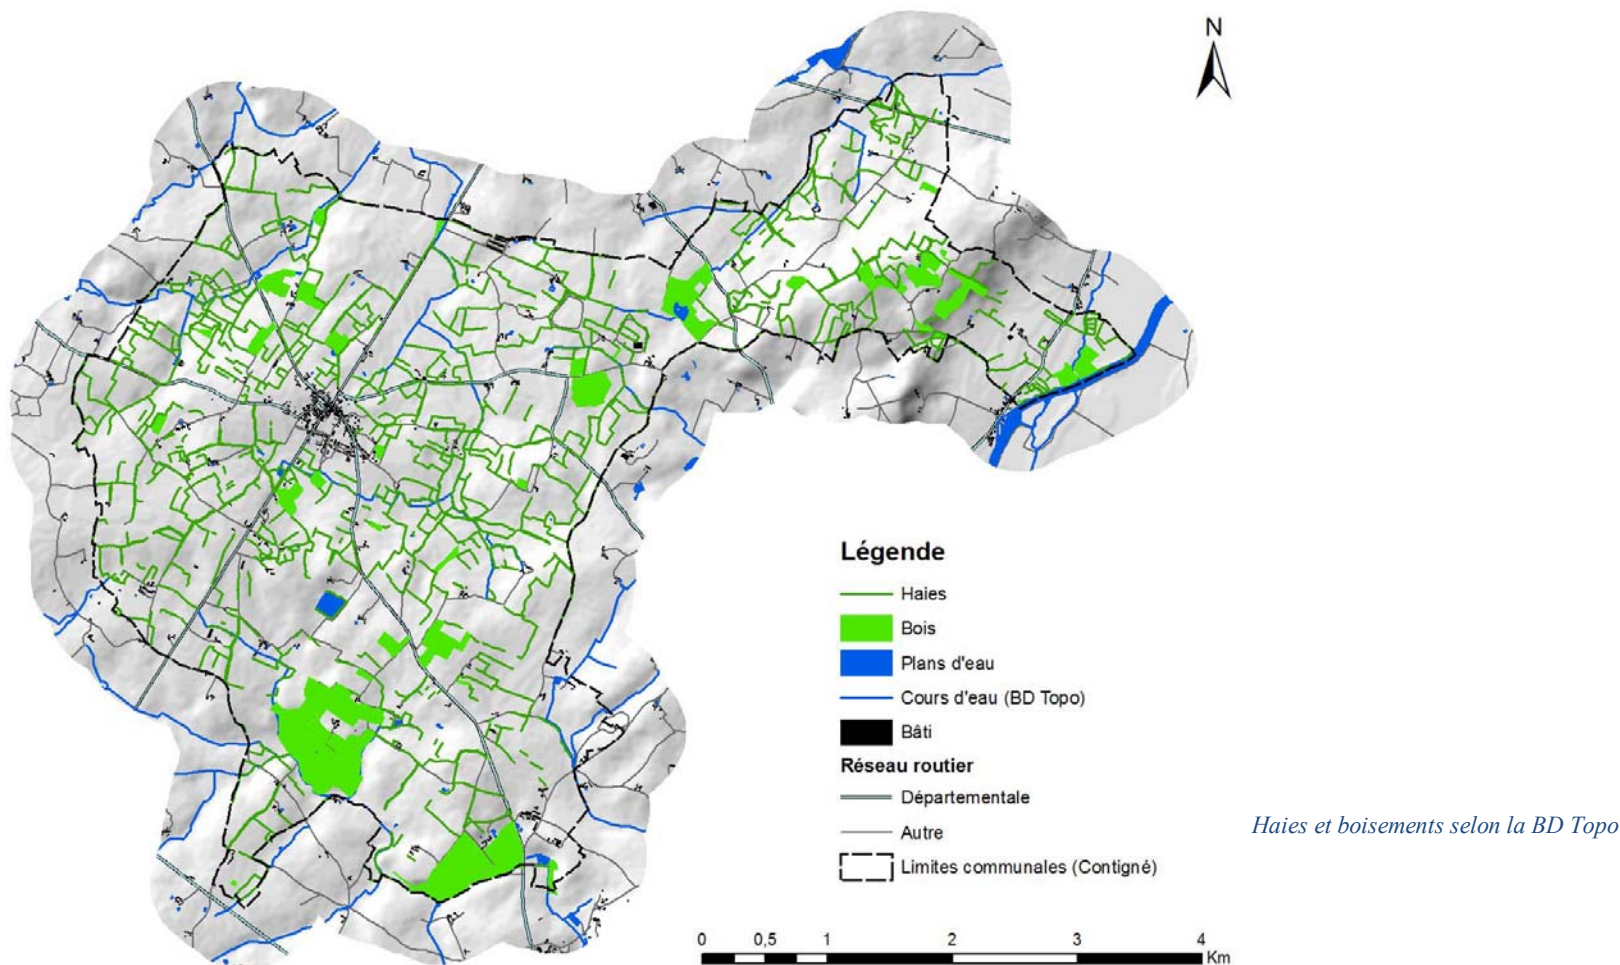 N
Légende
Haies
Bois
Plans d'eau
Cours d'eau (BD Topo)
Bâti
Réseau routier
Départementale
Autre
Limites communales (Contigné)
Haies et boisements selon la BD Topo
0 0,5 1 2 3 4
Km